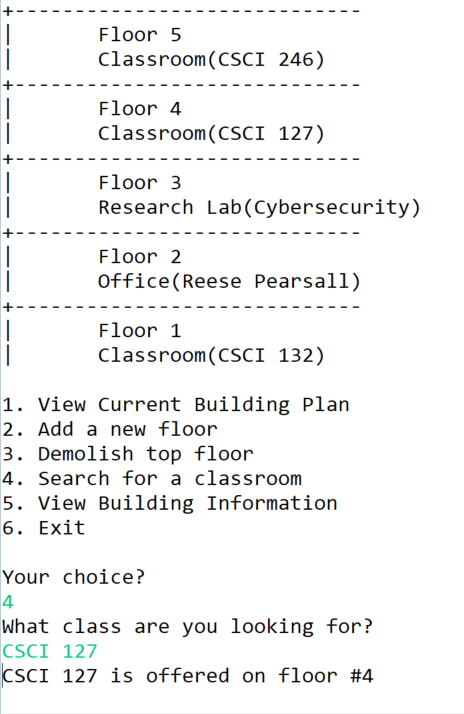 +-----------------------------
|      Floor 5
|      Classroom(CSCI 246)
+-----------------------------
|      Floor 4
|      Classroom(CSCI 127)
+-----------------------------
|      Floor 3
|      Research Lab(Cybersecurity)
+-----------------------------
|      Floor 2
|      Office(Reese Pearsall)
+-----------------------------
|      Floor 1
|      Classroom(CSCI 132)
1. View Current Building Plan
2. Add a new floor
3. Demolish top floor
4. Search for a classroom
5. View Building Information
6. Exit
Your choice?
4
What class are you looking for?
CSCI 127
CSCI 127 is offered on floor #4